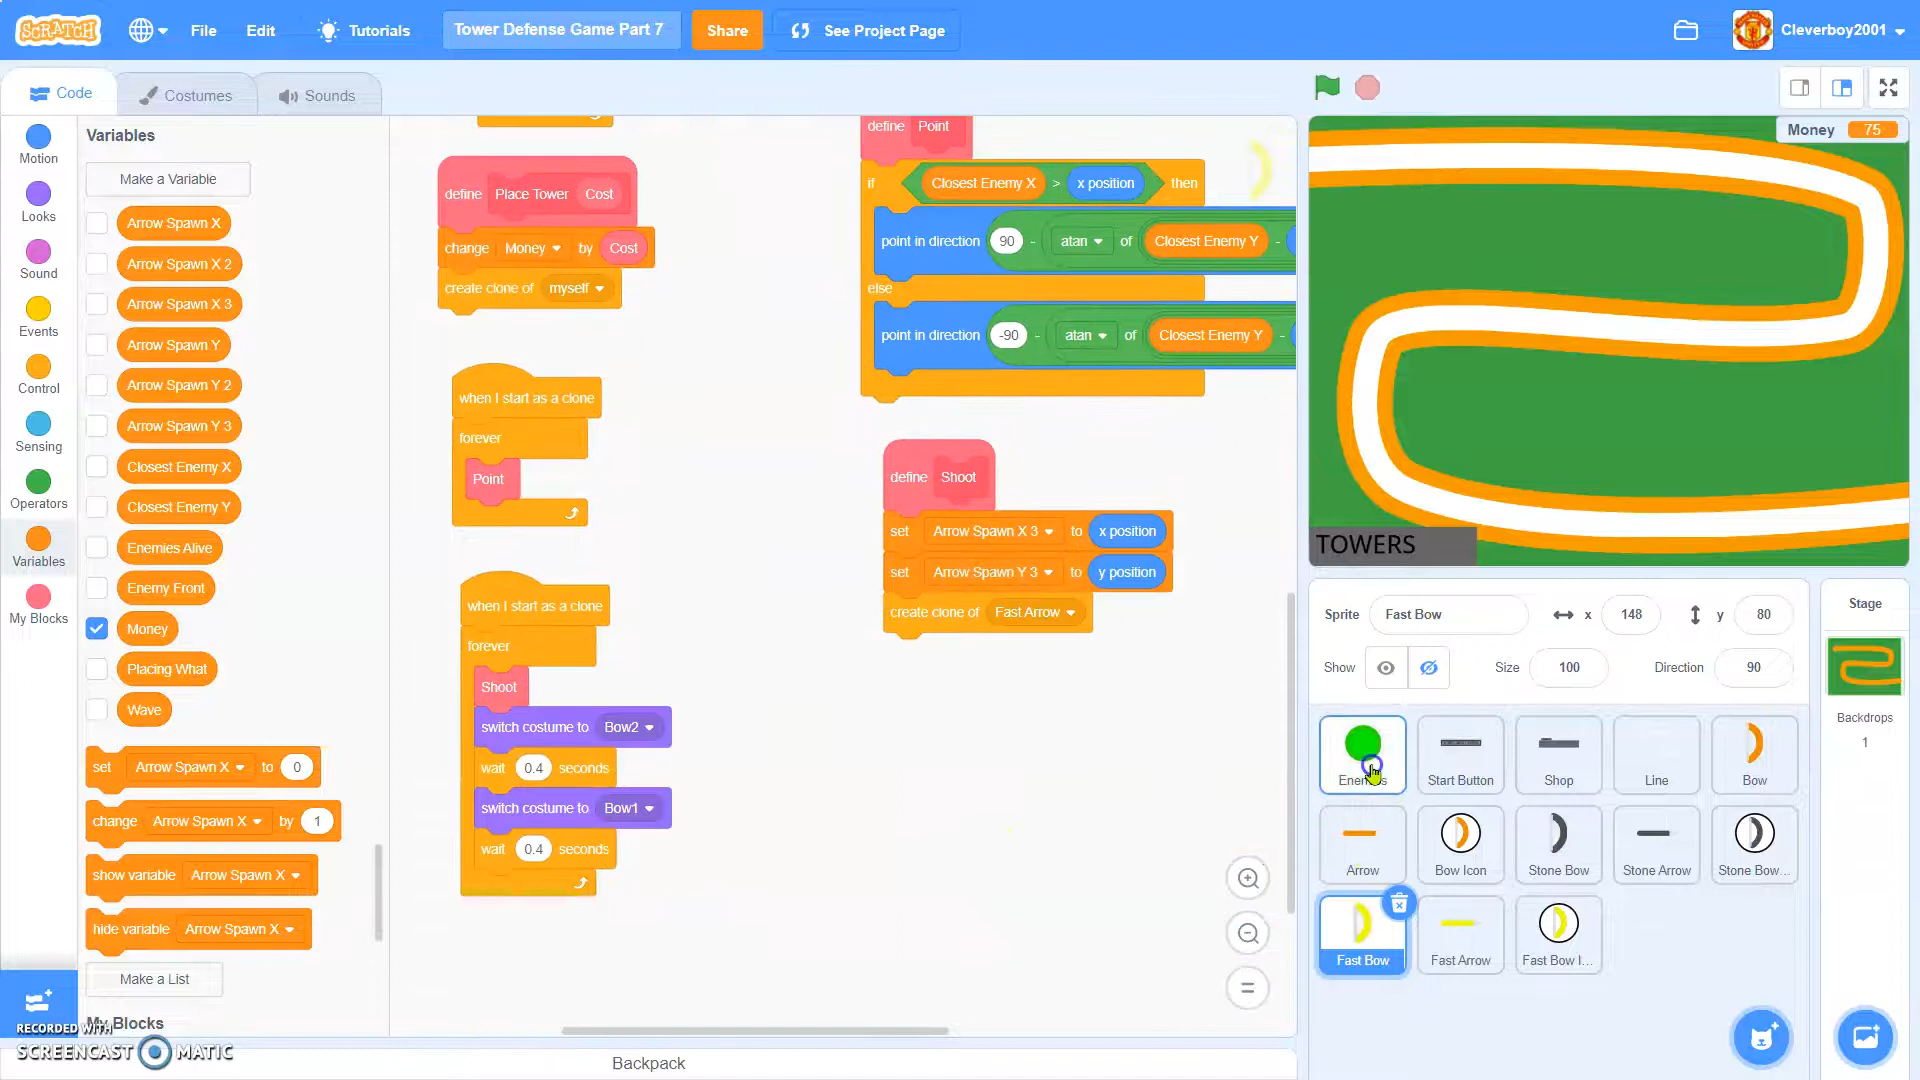 SCRATCH
File
Edit
Tutorials
Tower Defense Game Part 7
Share
See Project Page
Cleverboy2001
Code
Costumes
Sounds
Motion
Looks
Sound
Events
Control
Sensing
Operators
Variables
My Blocks
Variables
Make a Variable
Arrow Spawn X
Arrow Spawn X 2
Arrow Spawn X 3
Arrow Spawn Y
Arrow Spawn Y 2
Arrow Spawn Y 3
Closest Enemy X
Closest Enemy Y
Enemies Alive
Enemy Front
Money
Placing What
Wave
set Arrow Spawn X to 0
change Arrow Spawn X by 1
show variable Arrow Spawn X
hide variable Arrow Spawn X
Make a List
My Blocks
RECORDED WITH
SCREENCAST MATIC
define Place Tower Cost
change Money by Cost
create clone of myself
when I start as a clone
forever
Point
when I start as a clone
forever
Shoot
switch costume to Bow2
wait 0.4 seconds
switch costume to Bow1
wait 0.4 seconds
define Point
if Closest Enemy X > x position then
point in direction 90 - atan of Closest Enemy Y -
else
point in direction -90 - atan of Closest Enemy Y -
define Shoot
set Arrow Spawn X 3 to x position
set Arrow Spawn Y 3 to y position
create clone of Fast Arrow
Backpack
Money 75
TOWERS
Sprite Fast Bow x 148 y 80
Show Size 100 Direction 90
Enemies
Start Button
Shop
Line
Bow
Arrow
Bow Icon
Stone Bow
Stone Arrow
Stone Bow...
Fast Bow
Fast Arrow
Fast Bow I...
Stage
Backdrops
1